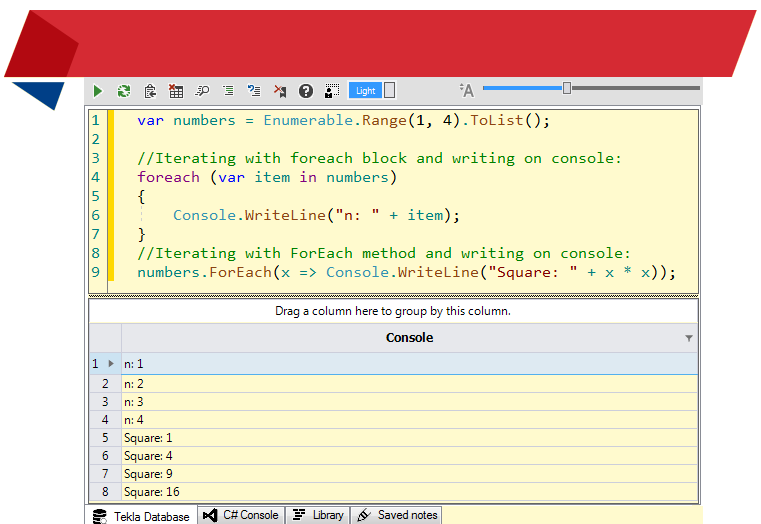 Light
A
1 var numbers = Enumerable.Range(1, 4).ToList();
2
3 //Iterating with foreach block and writing on console:
4 foreach (var item in numbers)
5 {
6 Console.WriteLine("n: " + item);
7 }
8 //Iterating with ForEach method and writing on console:
9 numbers.ForEach(x => Console.WriteLine("Square: " + x * x));
Drag a column here to group by this column.
Console
1 n: 1
2 n: 2
3 n: 3
4 n: 4
5 Square: 1
6 Square: 4
7 Square: 9
8 Square: 16
Tekla Database C# Console Library Saved notes